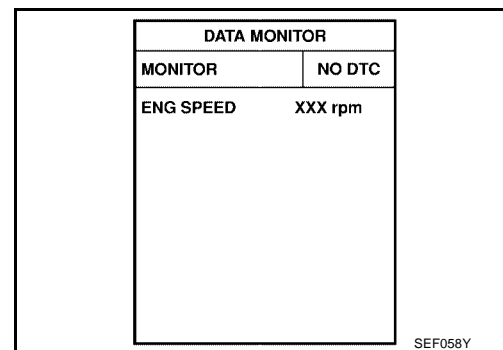 DATA MONITOR
MONITOR NO DTC
ENG SPEED XXX rpm
SEF058Y